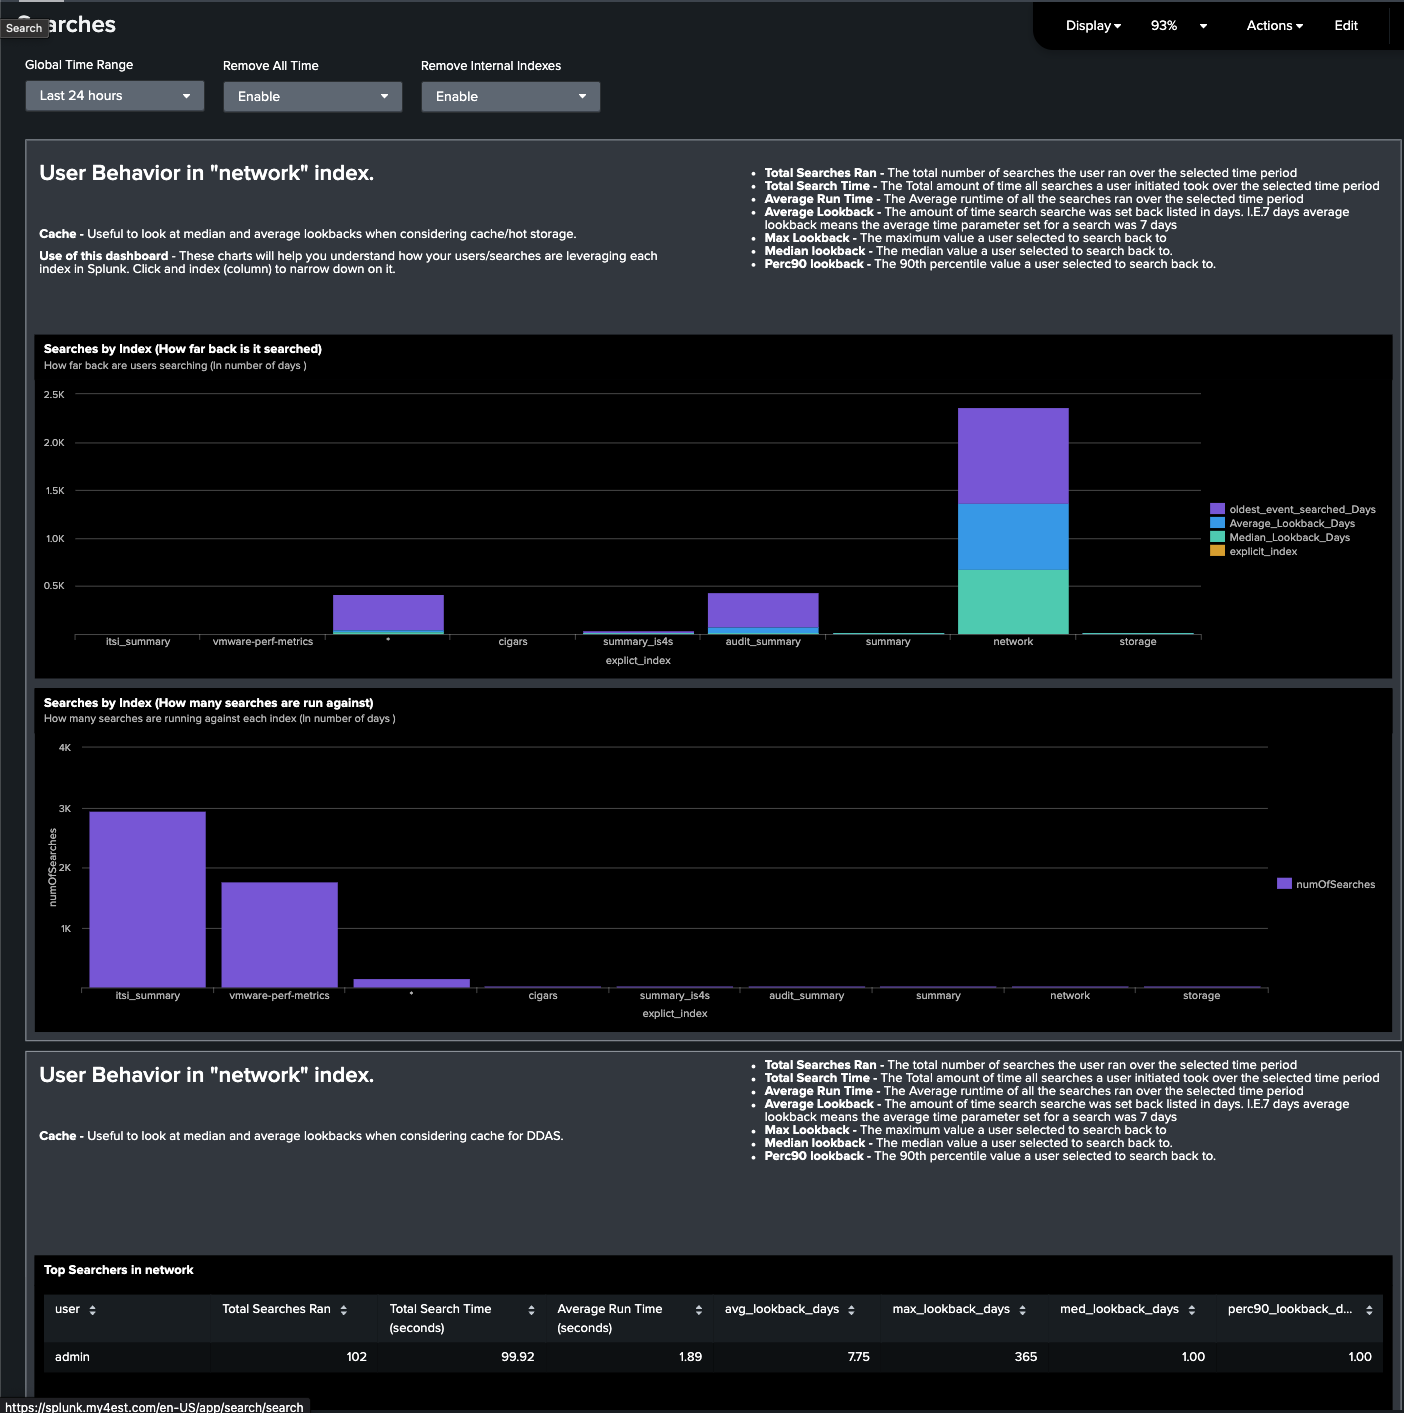 Searches
Search
Display
93%
Actions
Edit
Global Time Range
Remove All Time
Remove Internal Indexes
Last 24 hours
Enable
Enable
User Behavior in "network" index.
Cache - Useful to look at median and average lookbacks when considering cache/hot storage.
Use of this dashboard - These charts will help you understand how your users/searches are leveraging each
index in Splunk. Click and index (column) to narrow down on it.
Total Searches Ran - The total number of searches the user ran over the selected time period
Total Search Time - The Total amount of time all searches a user initiated took over the selected time period
Average Run Time - The Average runtime of all the searches ran over the selected time period
Average Lookback - The amount of time search searche was set back listed in days. I.E.7 days average
lookback means the average time parameter set for a search was 7 days
Max Lookback - The maximum value a user selected to search back to
Median lookback - The median value a user selected to search back to.
Perc90 lookback - The 90th percentile value a user selected to search back to.
Searches by Index (How far back is it searched)
How far back are users searching (In number of days )
2.5K
2.0K
1.5K
1.0K
0.5K
itsi_summary
vmware-perf-metrics
*
cigars
summary_is4s
audit_summary
summary
network
storage
explict_index
oldest_event_searched_Days
Average_Lookback_Days
Median_Lookback_Days
explicit_index
Searches by Index (How many searches are run against)
How many searches are running against each index (In number of days )
4K
3K
2K
1K
numOfSearches
itsi_summary
vmware-perf-metrics
*
cigars
summary_is4s
audit_summary
summary
network
storage
explict_index
numOfSearches
User Behavior in "network" index.
Cache - Useful to look at median and average lookbacks when considering cache for DDAS.
Total Searches Ran - The total number of searches the user ran over the selected time period
Total Search Time - The Total amount of time all searches a user initiated took over the selected time period
Average Run Time - The Average runtime of all the searches ran over the selected time period
Average Lookback - The amount of time search searche was set back listed in days. I.E.7 days average
lookback means the average time parameter set for a search was 7 days
Max Lookback - The maximum value a user selected to search back to
Median lookback - The median value a user selected to search back to.
Perc90 lookback - The 90th percentile value a user selected to search back to.
Top Searchers in network
user
Total Searches Ran
Total Search Time
(seconds)
Average Run Time
(seconds)
avg_lookback_days
max_lookback_days
med_lookback_days
perc90_lookback_d...
admin
102
99.92
1.89
7.75
365
1.00
1.00
https://splunk.my4est.com/en-US/app/search/search